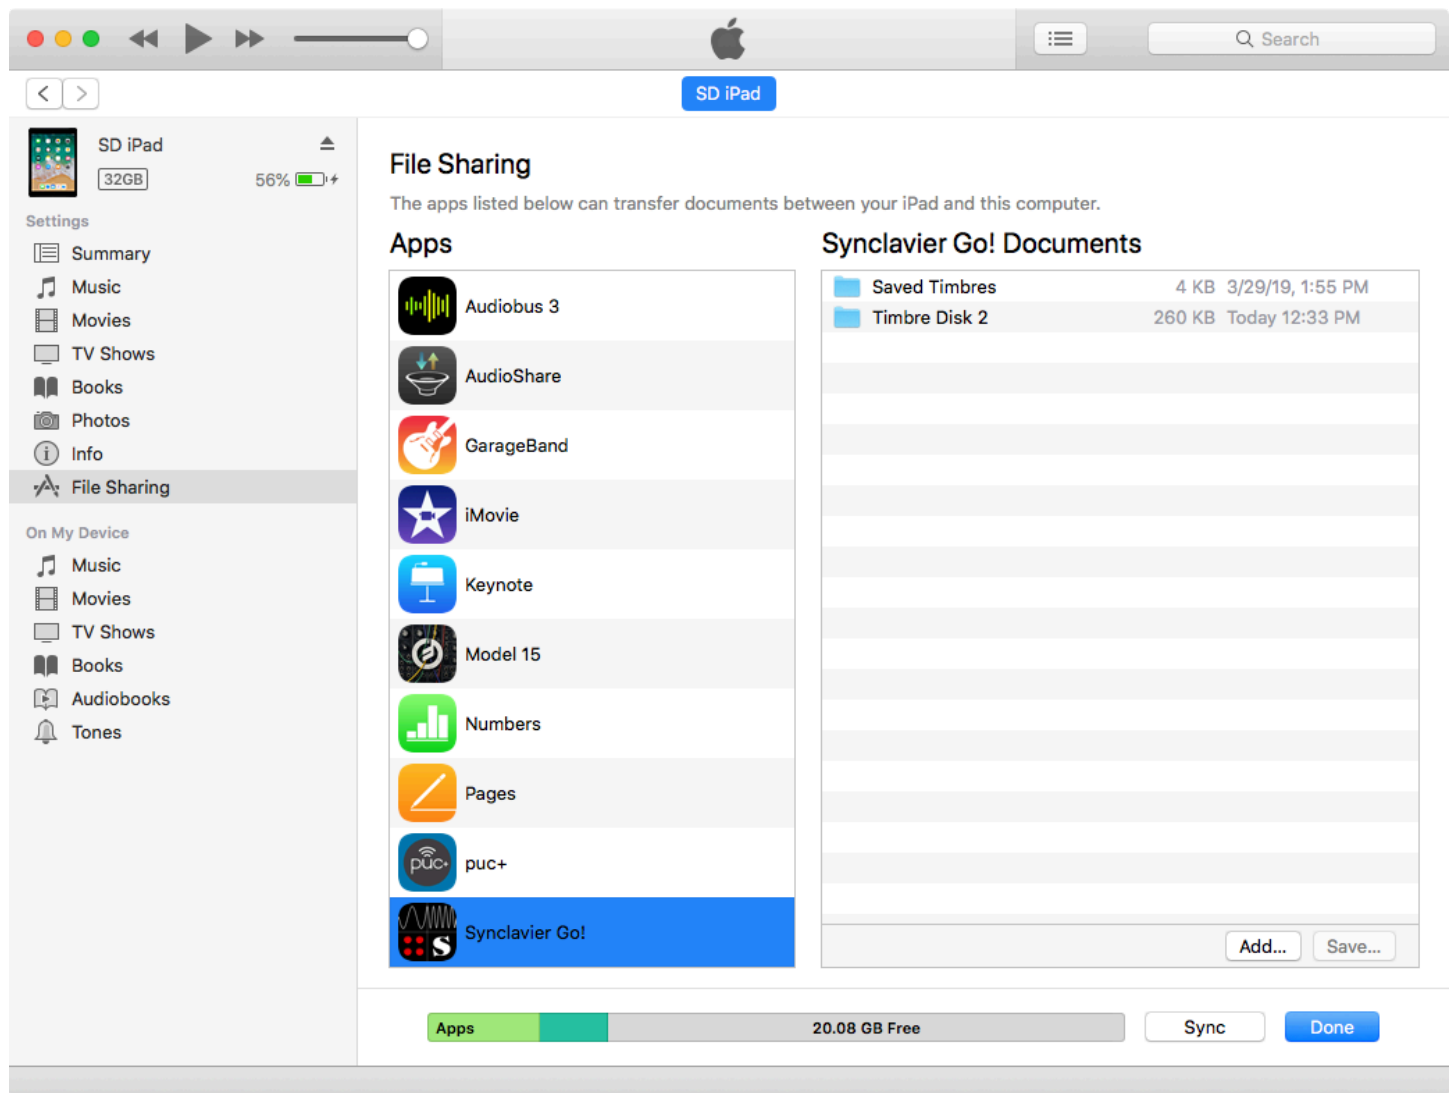 Search
SD iPad
SD iPad
32GB
56%
Settings
Summary
Music
Movies
TV Shows
Books
Photos
Info
File Sharing
On My Device
Music
Movies
TV Shows
Books
Audiobooks
Tones
File Sharing
The apps listed below can transfer documents between your iPad and this computer.
Apps
Audiobus 3
AudioShare
GarageBand
iMovie
Keynote
Model 15
Numbers
Pages
puc+
puc+
S
Synclavier Go!
Synclavier Go! Documents
Saved Timbres 4 KB 3/29/19, 1:55 PM
Timbre Disk 2 260 KB Today 12:33 PM
Add... Save...
Apps 20.08 GB Free Sync Done